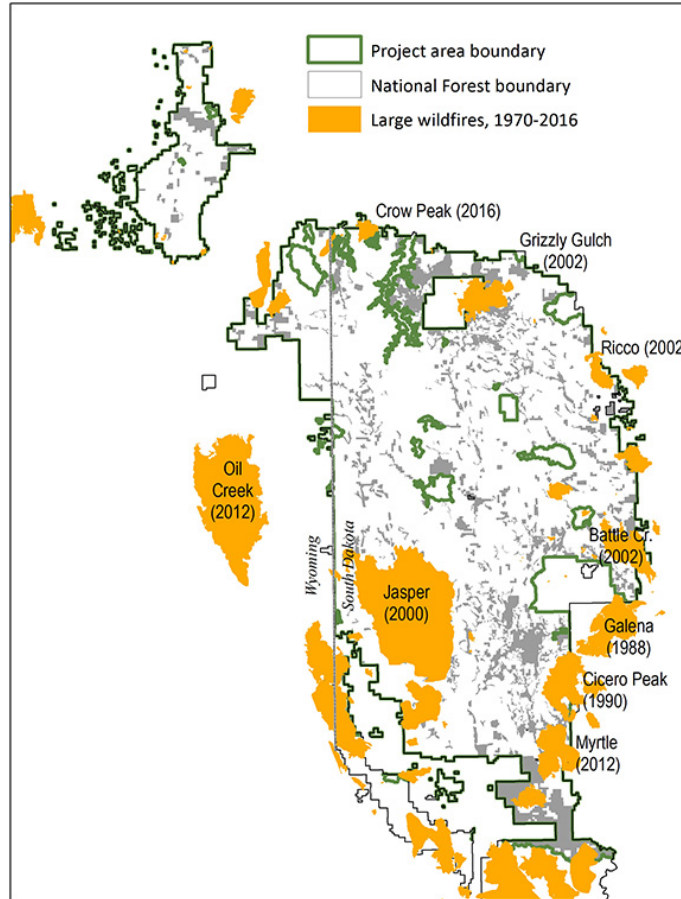 Project area boundary
National Forest boundary
Large wildfires, 1970-2016
Crow Peak (2016)
Grizzly Gulch
(2002)
Ricco (2002
Oil
Creek
(2012)
Wyoming
South Dakota
Battle Cr.
(2002)
Jasper
(2000)
Galena
(1988)
Cicero Peak
(1990)
Myrtle
(2012)